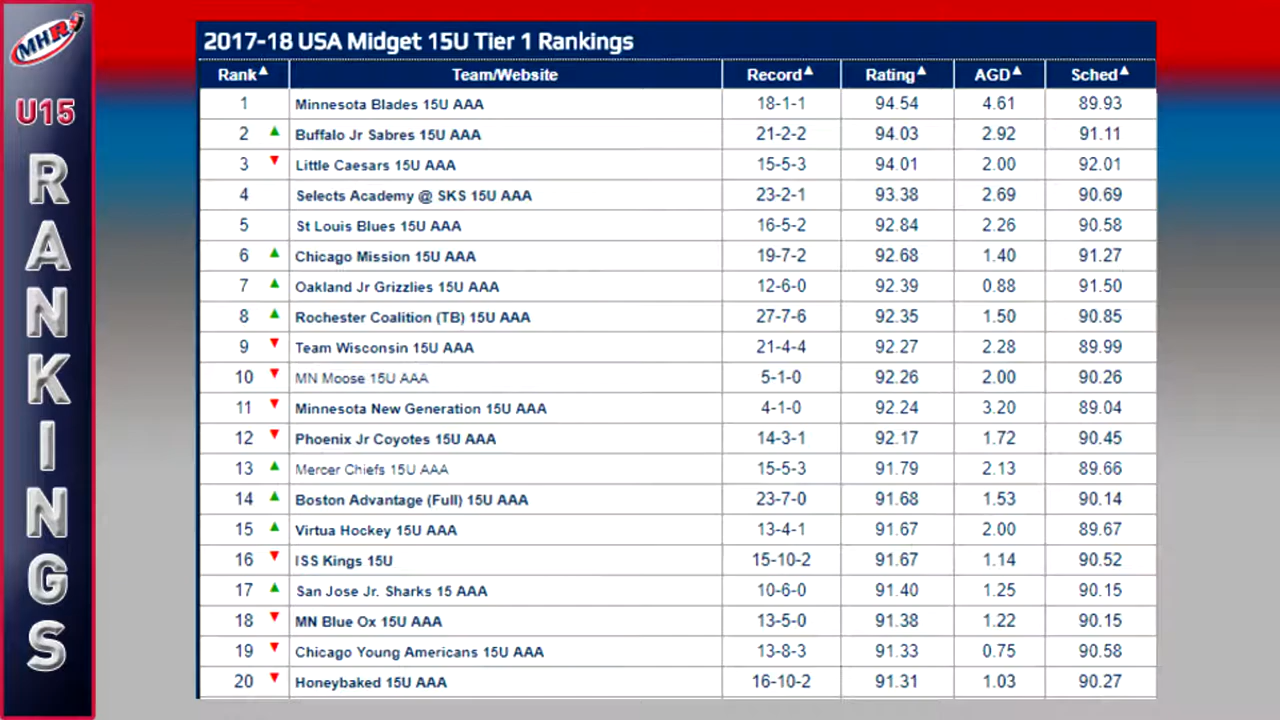 MHR
U15
RANKINGS
2017-18 USA Midget 15U Tier 1 Rankings
Rank▲ Team/Website Record▲ Rating▲ AGD▲ Sched▲
1 Minnesota Blades 15U AAA 18-1-1 94.54 4.61 89.93
2 ▲ Buffalo Jr Sabres 15U AAA 21-2-2 94.03 2.92 91.11
3 ▼ Little Caesars 15U AAA 15-5-3 94.01 2.00 92.01
4 Selects Academy @ SKS 15U AAA 23-2-1 93.38 2.69 90.69
5 St Louis Blues 15U AAA 16-5-2 92.84 2.26 90.58
6 ▲ Chicago Mission 15U AAA 19-7-2 92.68 1.40 91.27
7 ▲ Oakland Jr Grizzlies 15U AAA 12-6-0 92.39 0.88 91.50
8 ▲ Rochester Coalition (TB) 15U AAA 27-7-6 92.35 1.50 90.85
9 ▼ Team Wisconsin 15U AAA 21-4-4 92.27 2.28 89.99
10 ▼ MN Moose 15U AAA 5-1-0 92.26 2.00 90.26
11 ▼ Minnesota New Generation 15U AAA 4-1-0 92.24 3.20 89.04
12 ▼ Phoenix Jr Coyotes 15U AAA 14-3-1 92.17 1.72 90.45
13 ▲ Mercer Chiefs 15U AAA 15-5-3 91.79 2.13 89.66
14 ▲ Boston Advantage (Full) 15U AAA 23-7-0 91.68 1.53 90.14
15 ▲ Virtua Hockey 15U AAA 13-4-1 91.67 2.00 89.67
16 ▼ ISS Kings 15U 15-10-2 91.67 1.14 90.52
17 ▲ San Jose Jr. Sharks 15 AAA 10-6-0 91.40 1.25 90.15
18 ▼ MN Blue Ox 15U AAA 13-5-0 91.38 1.22 90.15
19 ▼ Chicago Young Americans 15U AAA 13-8-3 91.33 0.75 90.58
20 ▼ Honeybaked 15U AAA 16-10-2 91.31 1.03 90.27